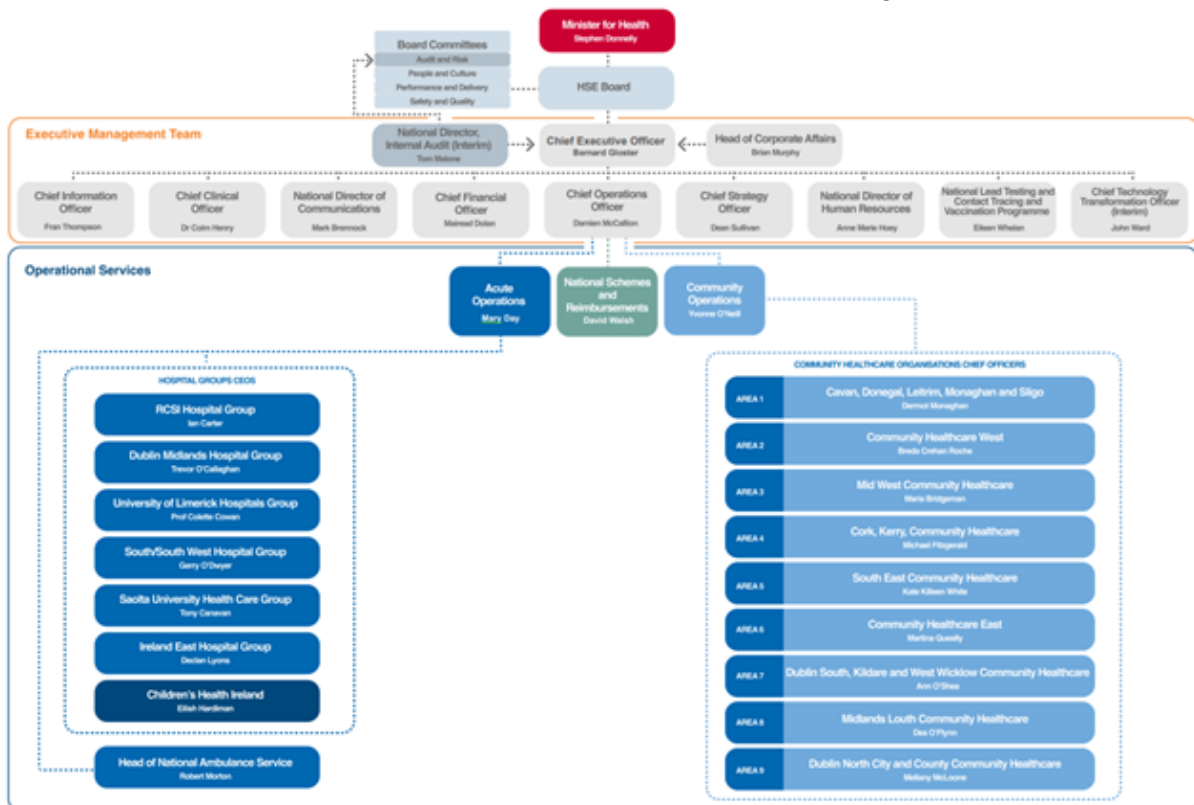 Minister for Health
Stephen Donnelly
Board Committees
Audit and Risk
People and Culture
Performance and Delivery
Safety and Quality
HSE Board
Executive Management Team
National Director,
Internal Audit (Interim)
Tom Malone
Chief Executive Officer
Bernard Gloster
Head of Corporate Affairs
Brian Murphy
Chief Information
Officer
Fran Thompson
Chief Clinical
Officer
Dr Colm Henry
National Director of
Communications
Mark Brennock
Chief Financial
Officer
Mairead Dolan
Chief Operations
Officer
Damien McCallion
Chief Strategy
Officer
Dean Sullivan
National Director of
Human Resources
Anne Marie Hoey
National Lead Testing and
Contact Tracing and
Vaccination Programme
Eileen Whelan
Chief Technology
Transformation Officer
(Interim)
John Ward
Operational Services
Acute
Operations
Mary Day
National Schemes
and
Reimbursements
David Walsh
Community
Operations
Yvonne O'Neill
HOSPITAL GROUPS CEOS
RCSI Hospital Group
Ian Carter
Dublin Midlands Hospital Group
Trevor O'Callaghan
University of Limerick Hospitals Group
Prof Colette Cowan
South/South West Hospital Group
Gerry O'Dwyer
Saolta University Health Care Group
Tony Canavan
Ireland East Hospital Group
Declan Lyons
Children's Health Ireland
Eilish Hardiman
Head of National Ambulance Service
Robert Morton
COMMUNITY HEALTHCARE ORGANISATIONS CHIEF OFFICERS
AREA 1
Cavan, Donegal, Leitrim, Monaghan and Sligo
Dermot Monaghan
AREA 2
Community Healthcare West
Breda Crehan Roche
AREA 3
Mid West Community Healthcare
Maria Bridgeman
AREA 4
Cork, Kerry, Community Healthcare
Michael Fitzgerald
AREA 5
South East Community Healthcare
Kate Killeen White
AREA 6
Community Healthcare East
Martina Queally
AREA 7
Dublin South, Kildare and West Wicklow Community Healthcare
Ann O'Shea
AREA 8
Midlands Louth Community Healthcare
Des O'Flynn
AREA 9
Dublin North City and County Community Healthcare
Mellany McLoone